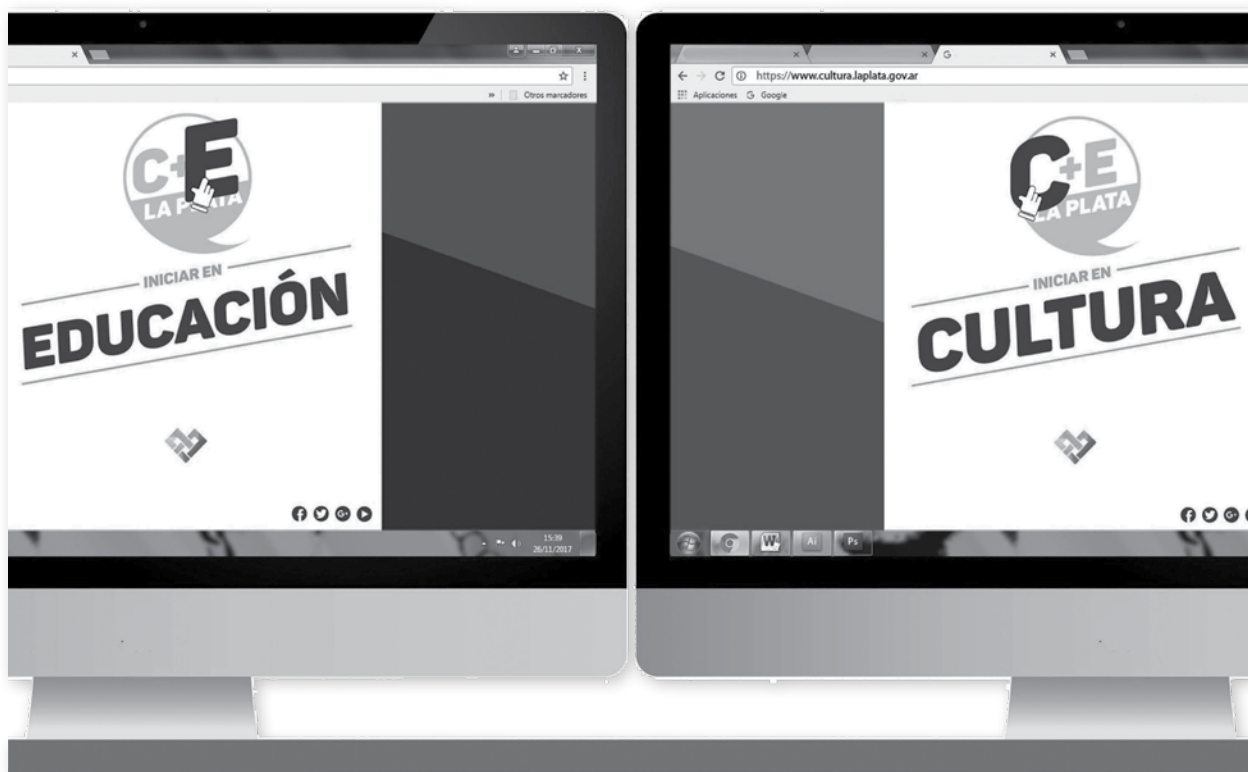 Otros marcadores
C+E
LA PLATA
INICIAR EN
EDUCACIÓN
15:39
26/11/2017
https://www.cultura.laplata.gov.ar
Aplicaciones
Google
C+E
LA PLATA
INICIAR EN
CULTURA
W
Ai
Ps